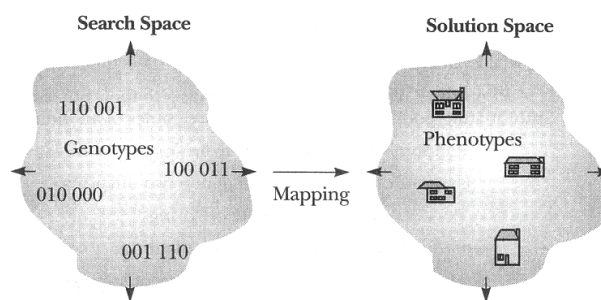 Search Space
110 001
Genotypes
100 011
010 000
001 110
Mapping
Solution Space
Phenotypes